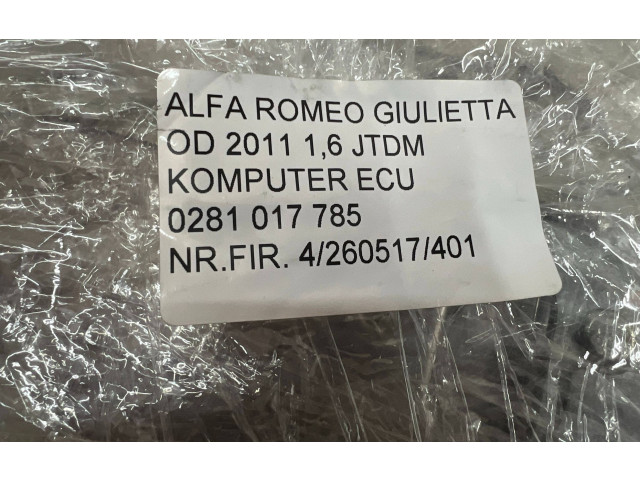 ALFA ROMEO GIULIETTA
OD 2011 1,6 JTDM
KOMPUTER ECU
0281 017 785
NR.FIR. 4/260517/401